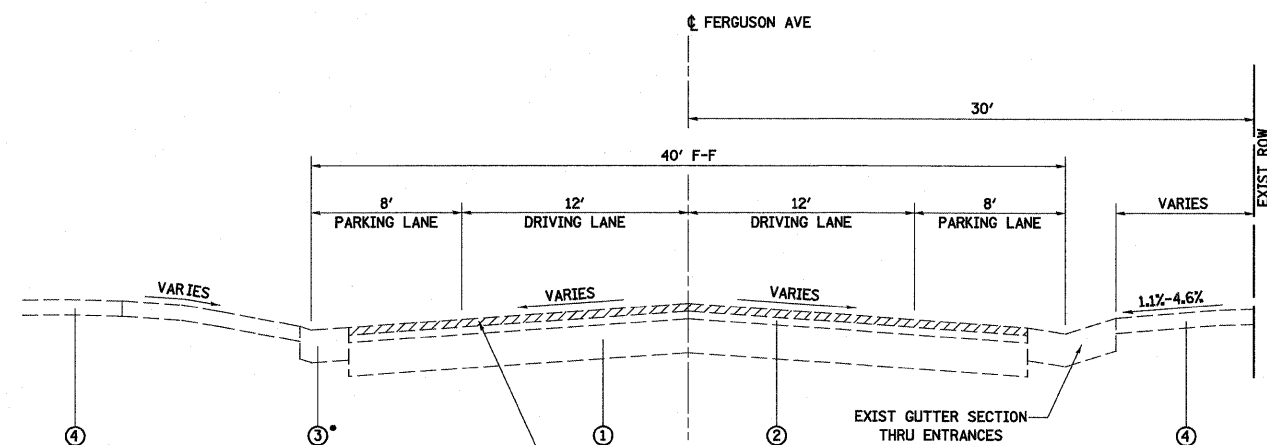 ℄ FERGUSON AVE
30'
EXIST ROW
40' F-F
8'
PARKING LANE
12'
DRIVING LANE
12'
DRIVING LANE
8'
PARKING LANE
VARIES
VARIES
VARIES
VARIES
1.1%-4.6%
EXIST GUTTER SECTION
THRU ENTRANCES
④
③*
①
②
④